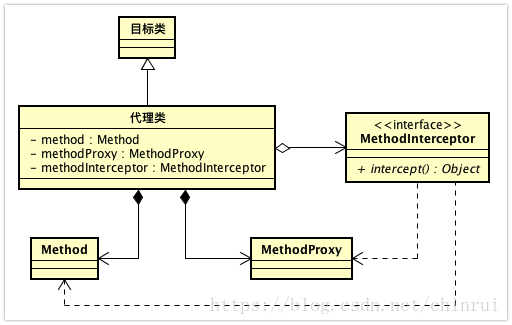 目标类
代理类
- method : Method
- methodProxy : MethodProxy
- methodInterceptor : MethodInterceptor
<<interface>>
MethodInterceptor
+ intercept() : Object
Method
MethodProxy
https://blog.csdn.net/chinrui